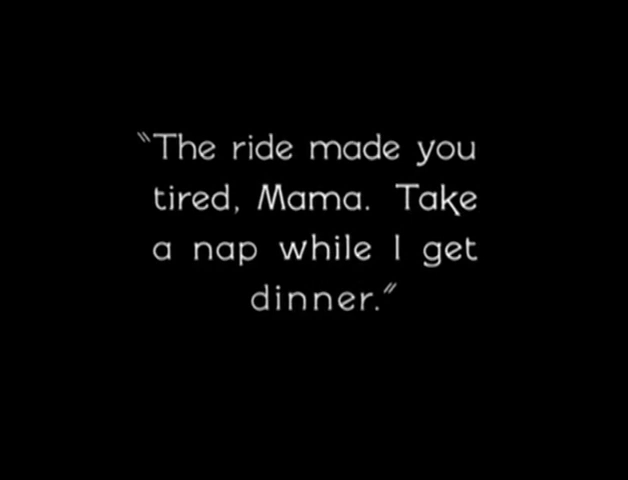 “The ride made you
tired, Mama. Take
a nap while I get
dinner.”